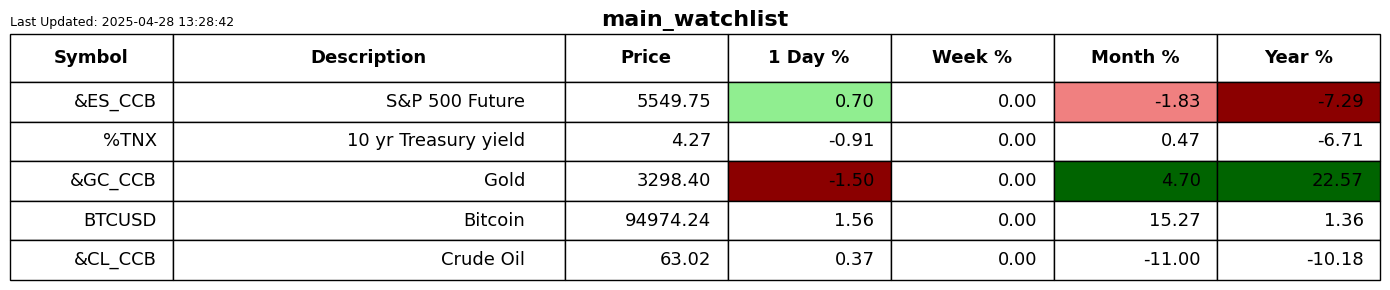 Last Updated: 2025-04-28 13:28:42
main_watchlist
Symbol Description Price 1 Day % Week % Month % Year %
&ES_CCB S&P 500 Future 5549.75 0.70 0.00 -1.83 -7.29
%TNX 10 yr Treasury yield 4.27 -0.91 0.00 0.47 -6.71
&GC_CCB Gold 3298.40 -1.50 0.00 4.70 22.57
BTCUSD Bitcoin 94974.24 1.56 0.00 15.27 1.36
&CL_CCB Crude Oil 63.02 0.37 0.00 -11.00 -10.18